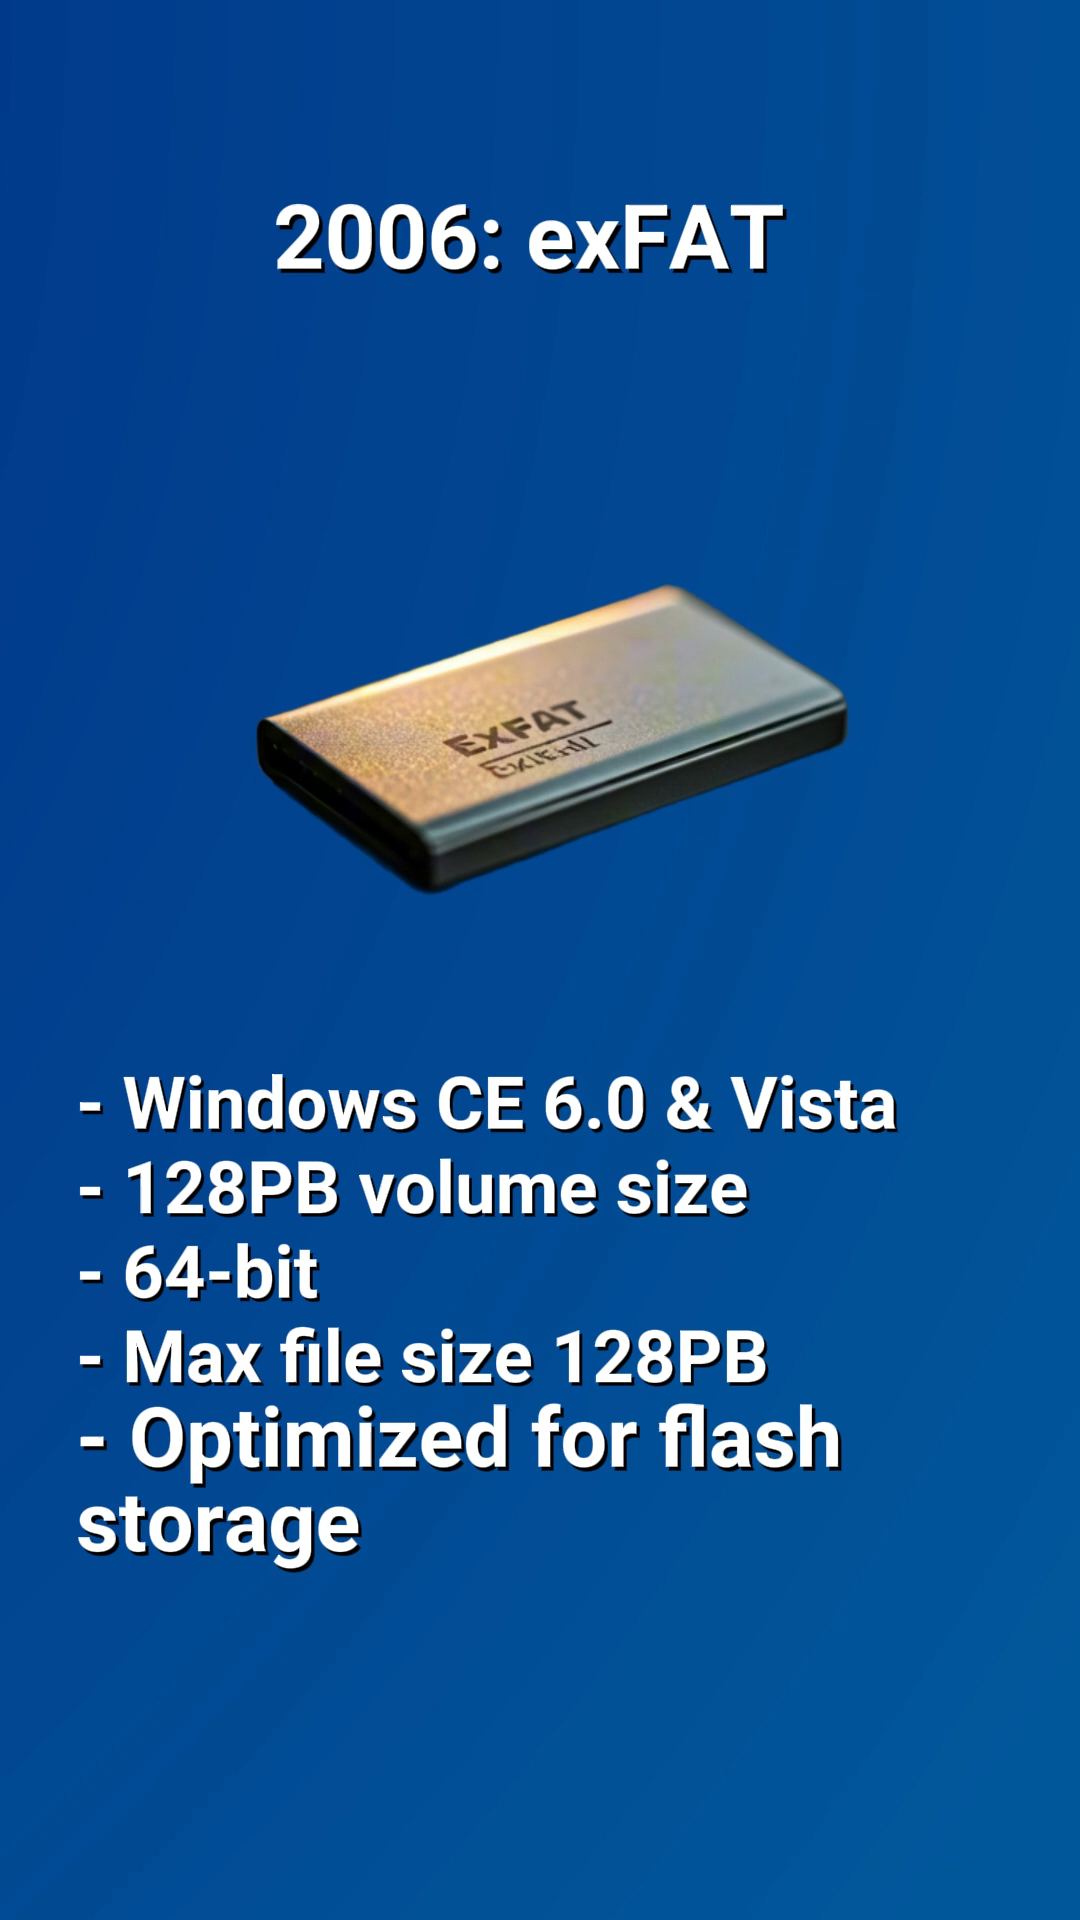 2006: exFAT
EXFAT
- Windows CE 6.0 & Vista
- 128PB volume size
- 64-bit
- Max file size 128PB
- Optimized for flash
storage